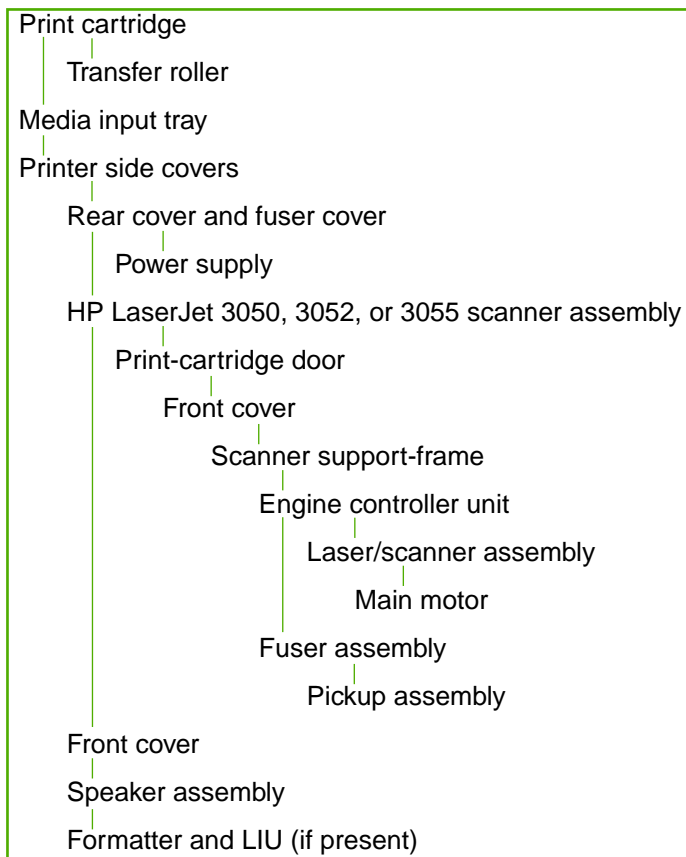 Print cartridge
Transfer roller
Media input tray
Printer side covers
Rear cover and fuser cover
Power supply
HP LaserJet 3050, 3052, or 3055 scanner assembly
Print-cartridge door
Front cover
Scanner support-frame
Engine controller unit
Laser/scanner assembly
Main motor
Fuser assembly
Pickup assembly
Front cover
Speaker assembly
Formatter and LIU (if present)